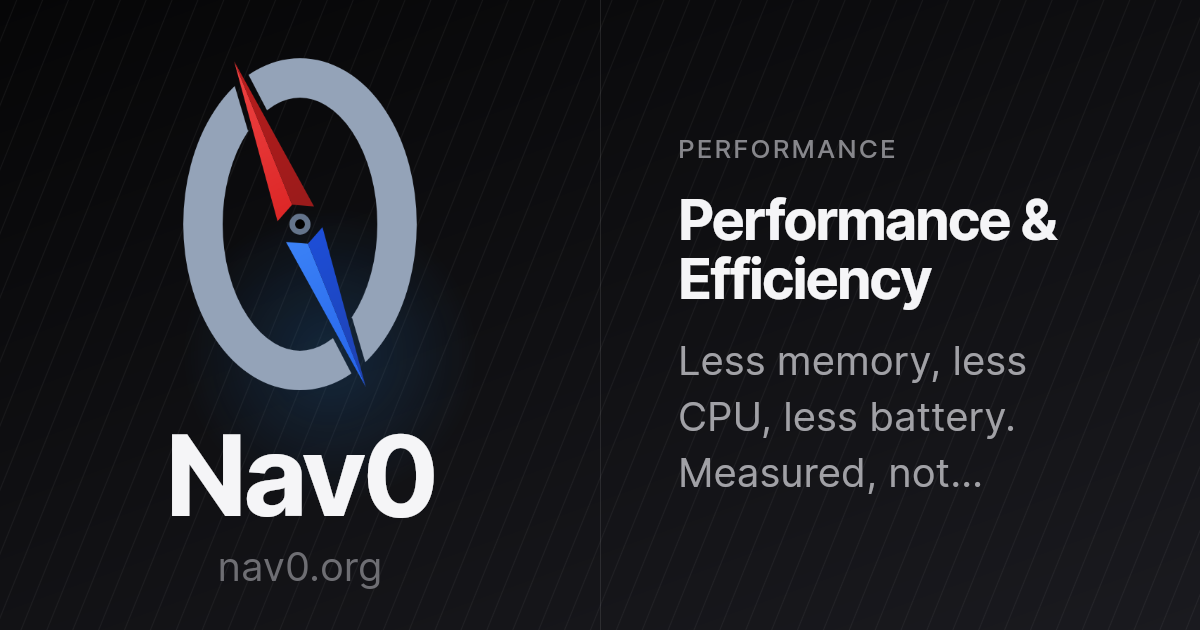 Nav0
nav0.org
PERFORMANCE
Performance &
Efficiency
Less memory, less
CPU, less battery.
Measured, not...